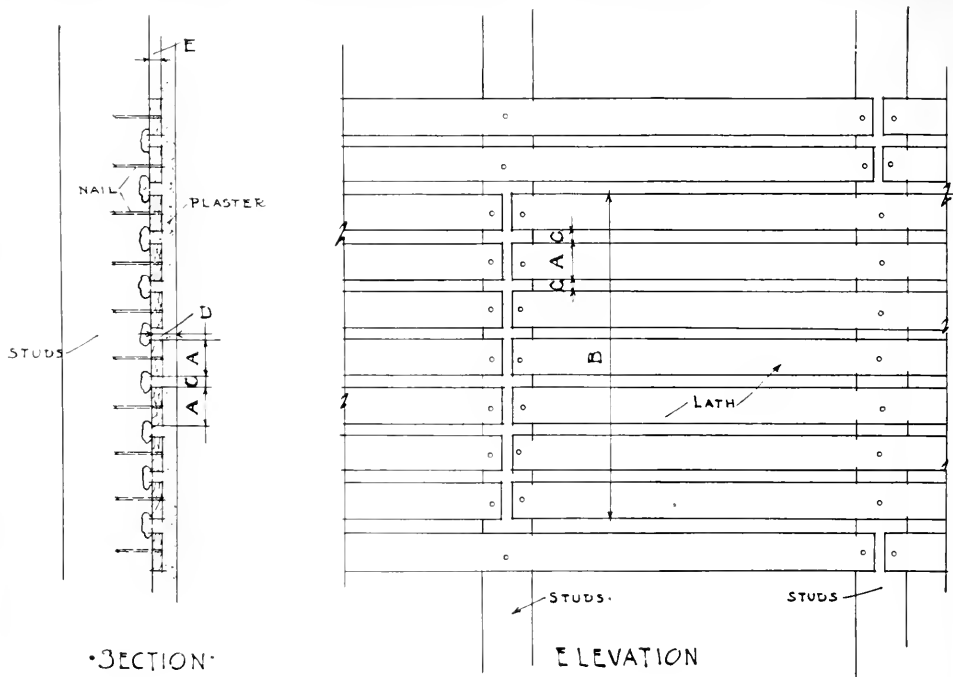 E
NAIL
PLASTER
D
STUDS
A
C
A
C
A
C
B
LATH
STUDS.
STUDS
·SECTION·
ELEVATION